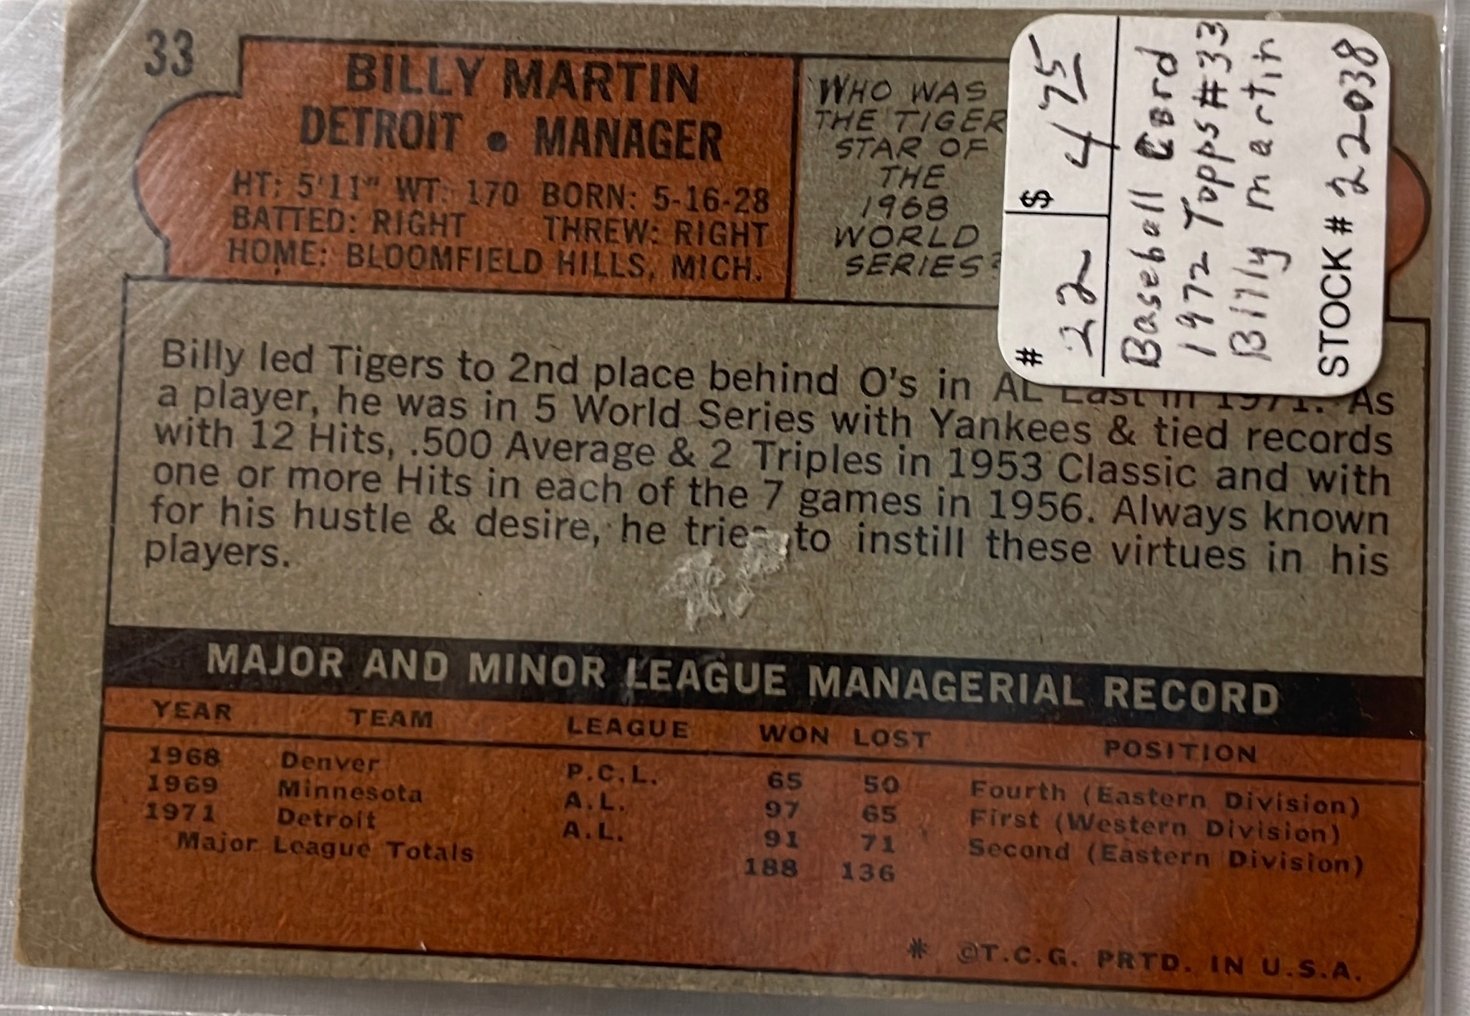 33
BILLY MARTIN
DETROIT • MANAGER
HT: 5'11" WT: 170 BORN: 5-16-28
BATTED: RIGHT THREW: RIGHT
HOME: BLOOMFIELD HILLS, MICH.
WHO WAS
THE TIGER
STAR OF
THE
1968
WORLD
SERIES?
# 22 $ 4 75
Baseball Card
1972 Topps #33
Billy martin
STOCK# 22038
Billy led Tigers to 2nd place behind O's in AL East in 1971. As
a player, he was in 5 World Series with Yankees & tied records
with 12 Hits, .500 Average & 2 Triples in 1953 Classic and with
one or more Hits in each of the 7 games in 1956. Always known
for his hustle & desire, he tries to instill these virtues in his
players.
MAJOR AND MINOR LEAGUE MANAGERIAL RECORD
YEAR TEAM LEAGUE WON LOST POSITION
1968 Denver P.C.L. 65 50 Fourth (Eastern Division)
1969 Minnesota A.L. 97 65 First (Western Division)
1971 Detroit A.L. 91 71 Second (Eastern Division)
Major League Totals 188 136
* ©T.C.G. PRTD. IN U.S.A.